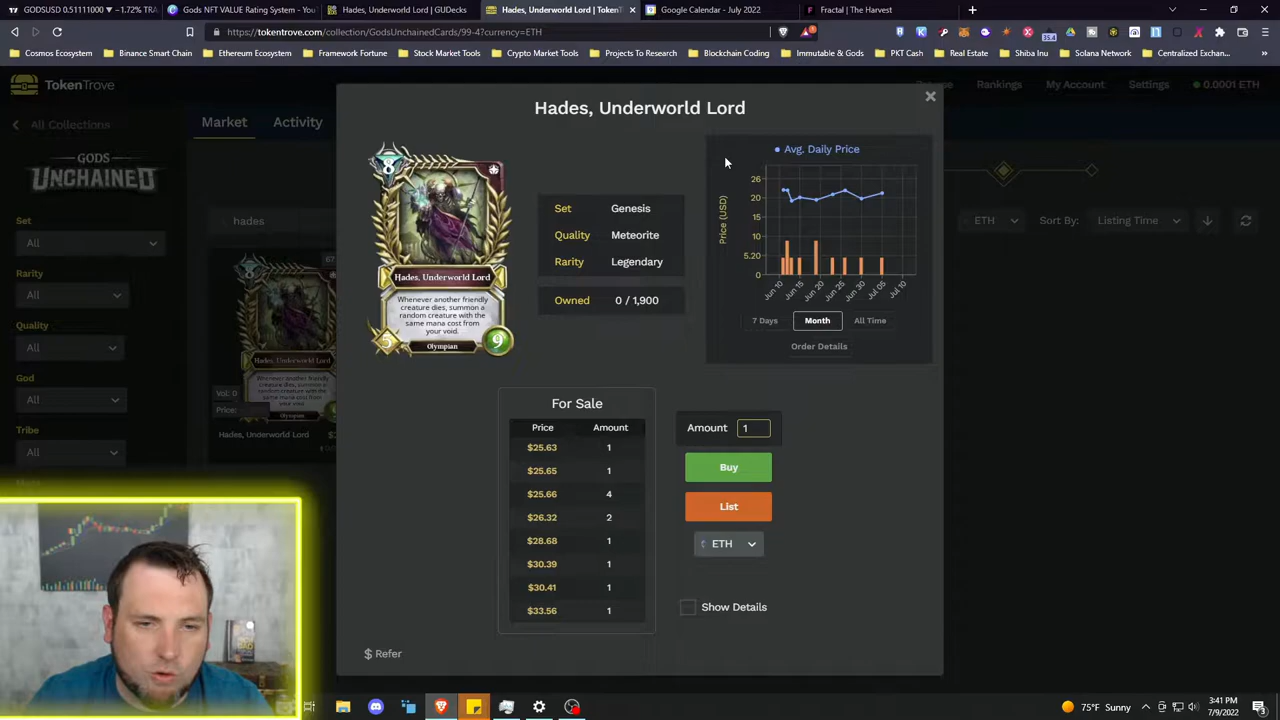 GODSUSD 0.51111000 ▼ −1.72% TRA
Gods NFT VALUE Rating System - You
Hades, Underworld Lord | GUDecks
Hades, Underworld Lord | Token
Google Calendar - July 2022
Fractal | The Harvest
https://tokentrove.com/collection/GodsUnchainedCards/99-4?currency=ETH
Cosmos Ecosystem
Binance Smart Chain
Ethereum Ecosystem
Framework Fortune
Crypto Market Tools
Projects To Research
Blockchain Coding
Immutable & Gods
PKT Cash
Real Estate
Shiba Inu
Solana Network
Centralized Exchan...
TokenTrove
Rankings
My Account
Settings
0.0001 ETH
All Collections
Market
Activity
GODS
UNCHAINED
hades
ETH
Sort By:
Listing Time
Set
All
Rarity
All
Quality
All
God
All
Tribe
All
Vol: 0
Price:
Hades, Underworld Lord
Hades, Underworld Lord
8
Hades, Underworld Lord
Whenever another friendly
creature dies, summon a
random creature with the
same mana cost from
your void.
5
Olympian
9
Set Genesis
Quality Meteorite
Rarity Legendary
Owned 0 / 1,900
Avg. Daily Price
Price (USD)
26
20
15
10
5.20
0
Jun 10
Jun 15
Jun 20
Jun 25
Jun 30
Jul 05
Jul 10
7 Days
Month
All Time
Order Details
For Sale
Price Amount
$25.63 1
$25.65 1
$25.66 4
$26.32 2
$28.68 1
$30.39 1
$30.41 1
$33.56 1
Amount 1
Buy
List
ETH
Show Details
$ Refer
75°F Sunny
3:41 PM
7/9/2022